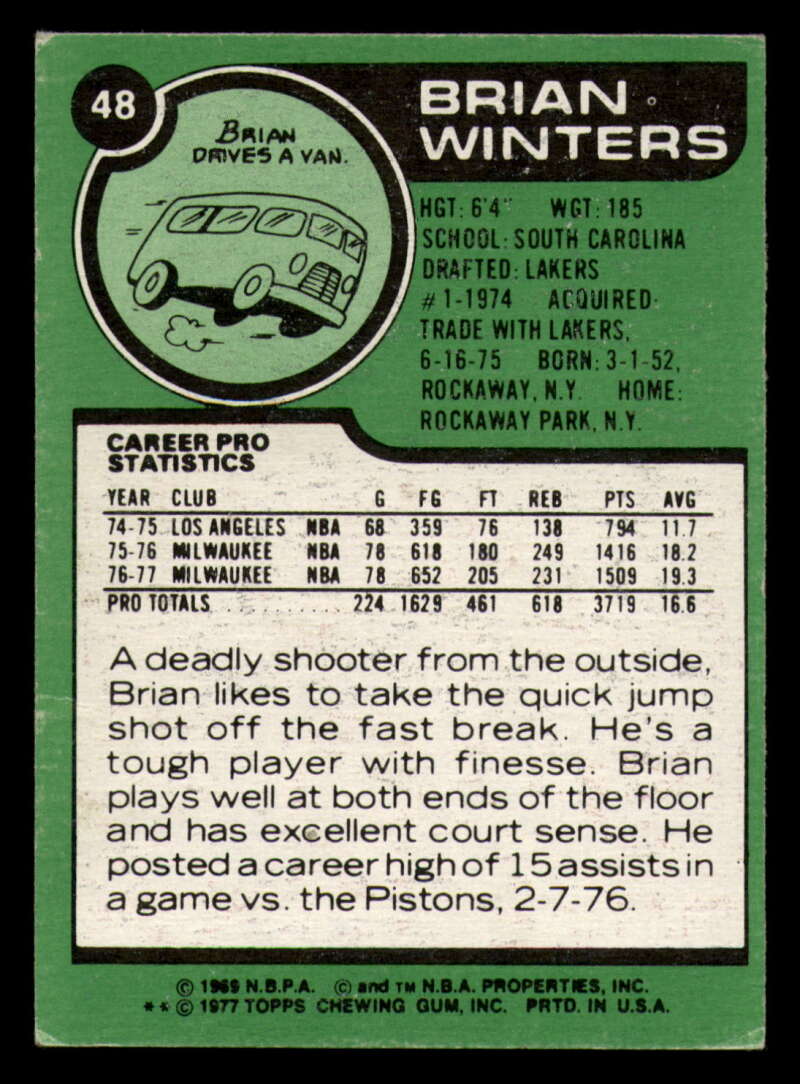 48
BRIAN
DRIVES A VAN.
BRIAN
WINTERS
HGT: 6'4" WGT: 185
SCHOOL: SOUTH CAROLINA
DRAFTED: LAKERS
#1-1974 ACQUIRED:
TRADE WITH LAKERS,
6-16-75 BORN: 3-1-52,
ROCKAWAY, N.Y. HOME:
ROCKAWAY PARK, N.Y.
CAREER PRO
STATISTICS
YEAR CLUB G FG FT REB PTS AVG
74-75 LOS ANGELES NBA 68 359 76 138 794 11.7
75-76 MILWAUKEE NBA 78 618 180 249 1416 18.2
76-77 MILWAUKEE NBA 78 652 205 231 1509 19.3
PRO TOTALS ............ 224 1629 461 618 3719 16.6
A deadly shooter from the outside,
Brian likes to take the quick jump
shot off the fast break. He's a
tough player with finesse. Brian
plays well at both ends of the floor
and has excellent court sense. He
posted a career high of 15 assists in
a game vs. the Pistons, 2-7-76.
© 1969 N.B.P.A. © and TM N.B.A. PROPERTIES, INC.
**© 1977 TOPPS CHEWING GUM, INC. PRTD. IN U.S.A.